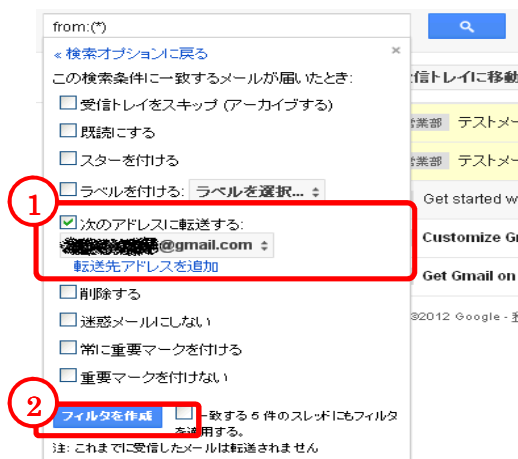 from:(*)
« 検索オプションに戻る
×
この検索条件に一致するメールが届いたとき:
受信トレイをスキップ (アーカイブする)
既読にする
スターを付ける
ラベルを付ける: ラベルを選択...
1
次のアドレスに転送する:
@gmail.com
転送先アドレスを追加
削除する
迷惑メールにしない
常に重要マークを付ける
重要マークを付けない
2
フィルタを作成
一致する 6 件のスレッドにもフィルタ
を適用する。
注: これまでに受信したメールは転送されません
信トレイに移動
業部 テストメー
業部 テストメー
Get started w
Customize G
Get Gmail on
©2012 Google -